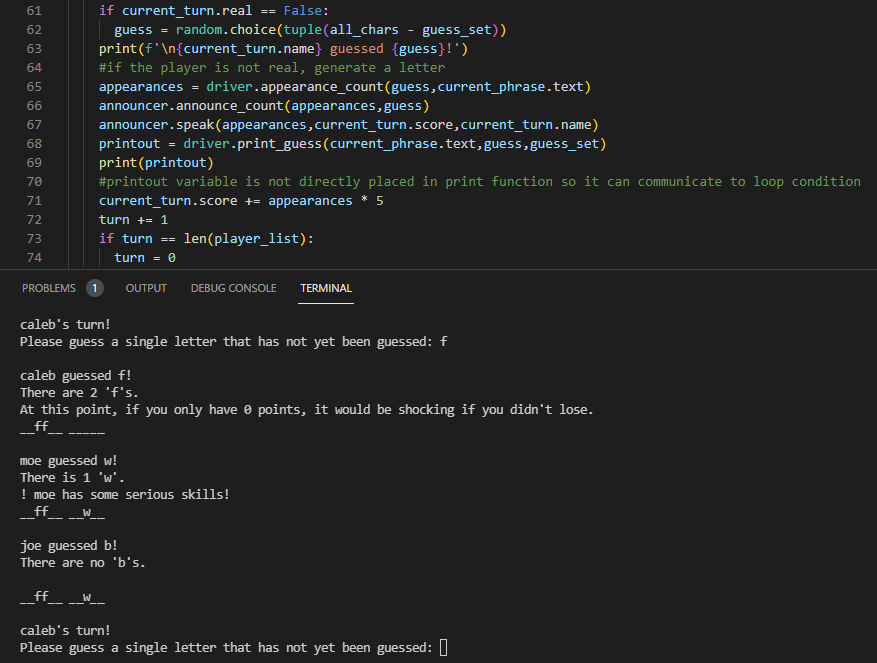 61 if current_turn.real == False:
62 guess = random.choice(tuple(all_chars - guess_set))
63 print(f'\n{current_turn.name} guessed {guess}!')
64 #if the player is not real, generate a letter
65 appearances = driver.appearance_count(guess,current_phrase.text)
66 announcer.announce_count(appearances,guess)
67 announcer.speak(appearances,current_turn.score,current_turn.name)
68 printout = driver.print_guess(current_phrase.text,guess,guess_set)
69 print(printout)
70 #printout variable is not directly placed in print function so it can communicate to loop condition
71 current_turn.score += appearances * 5
72 turn += 1
73 if turn == len(player_list):
74 turn = 0
PROBLEMS 1 OUTPUT DEBUG CONSOLE TERMINAL
caleb's turn!
Please guess a single letter that has not yet been guessed: f
caleb guessed f!
There are 2 'f's.
At this point, if you only have 0 points, it would be shocking if you didn't lose.
__ff__ _____
moe guessed w!
There is 1 'w'.
! moe has some serious skills!
__ff__ __w__
joe guessed b!
There are no 'b's.
__ff__ __w__
caleb's turn!
Please guess a single letter that has not yet been guessed: